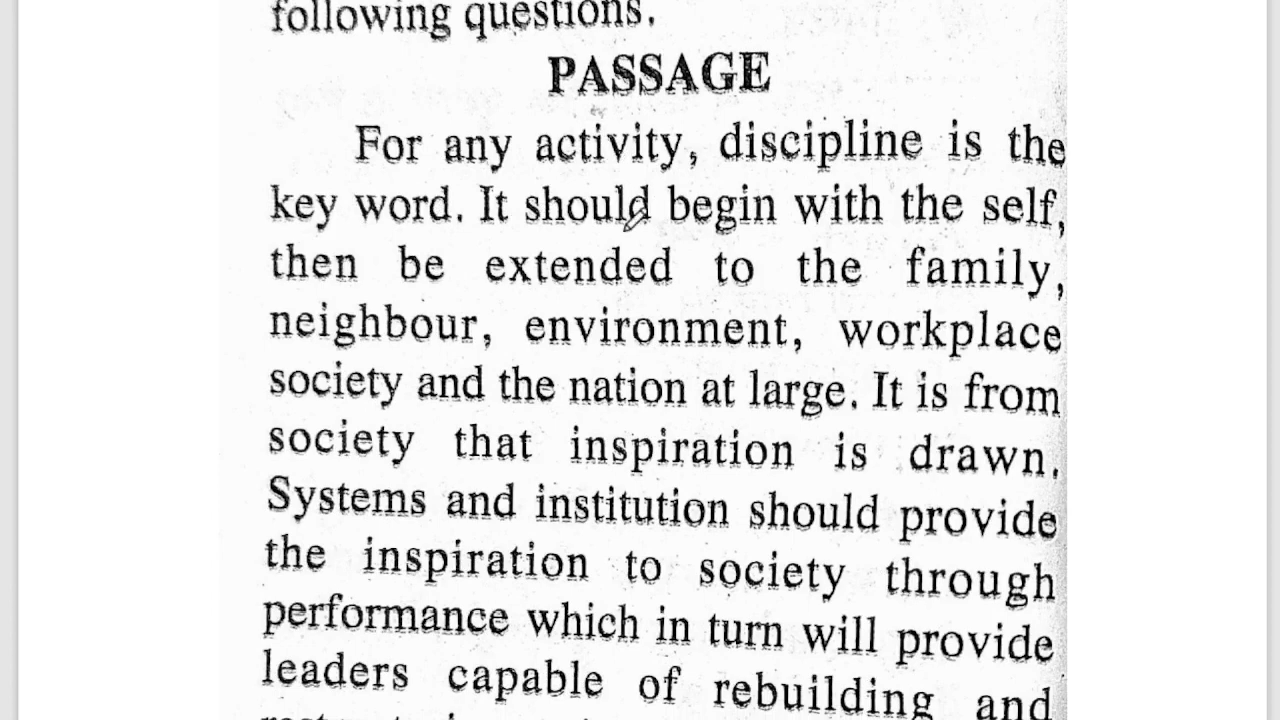 following questions.
PASSAGE
For any activity, discipline is the
key word. It should begin with the self,
then be extended to the family,
neighbour, environment, workplace
society and the nation at large. It is from
society that inspiration is drawn.
Systems and institution should provide
the inspiration to society through
performance which in turn will provide
leaders capable of rebuilding and